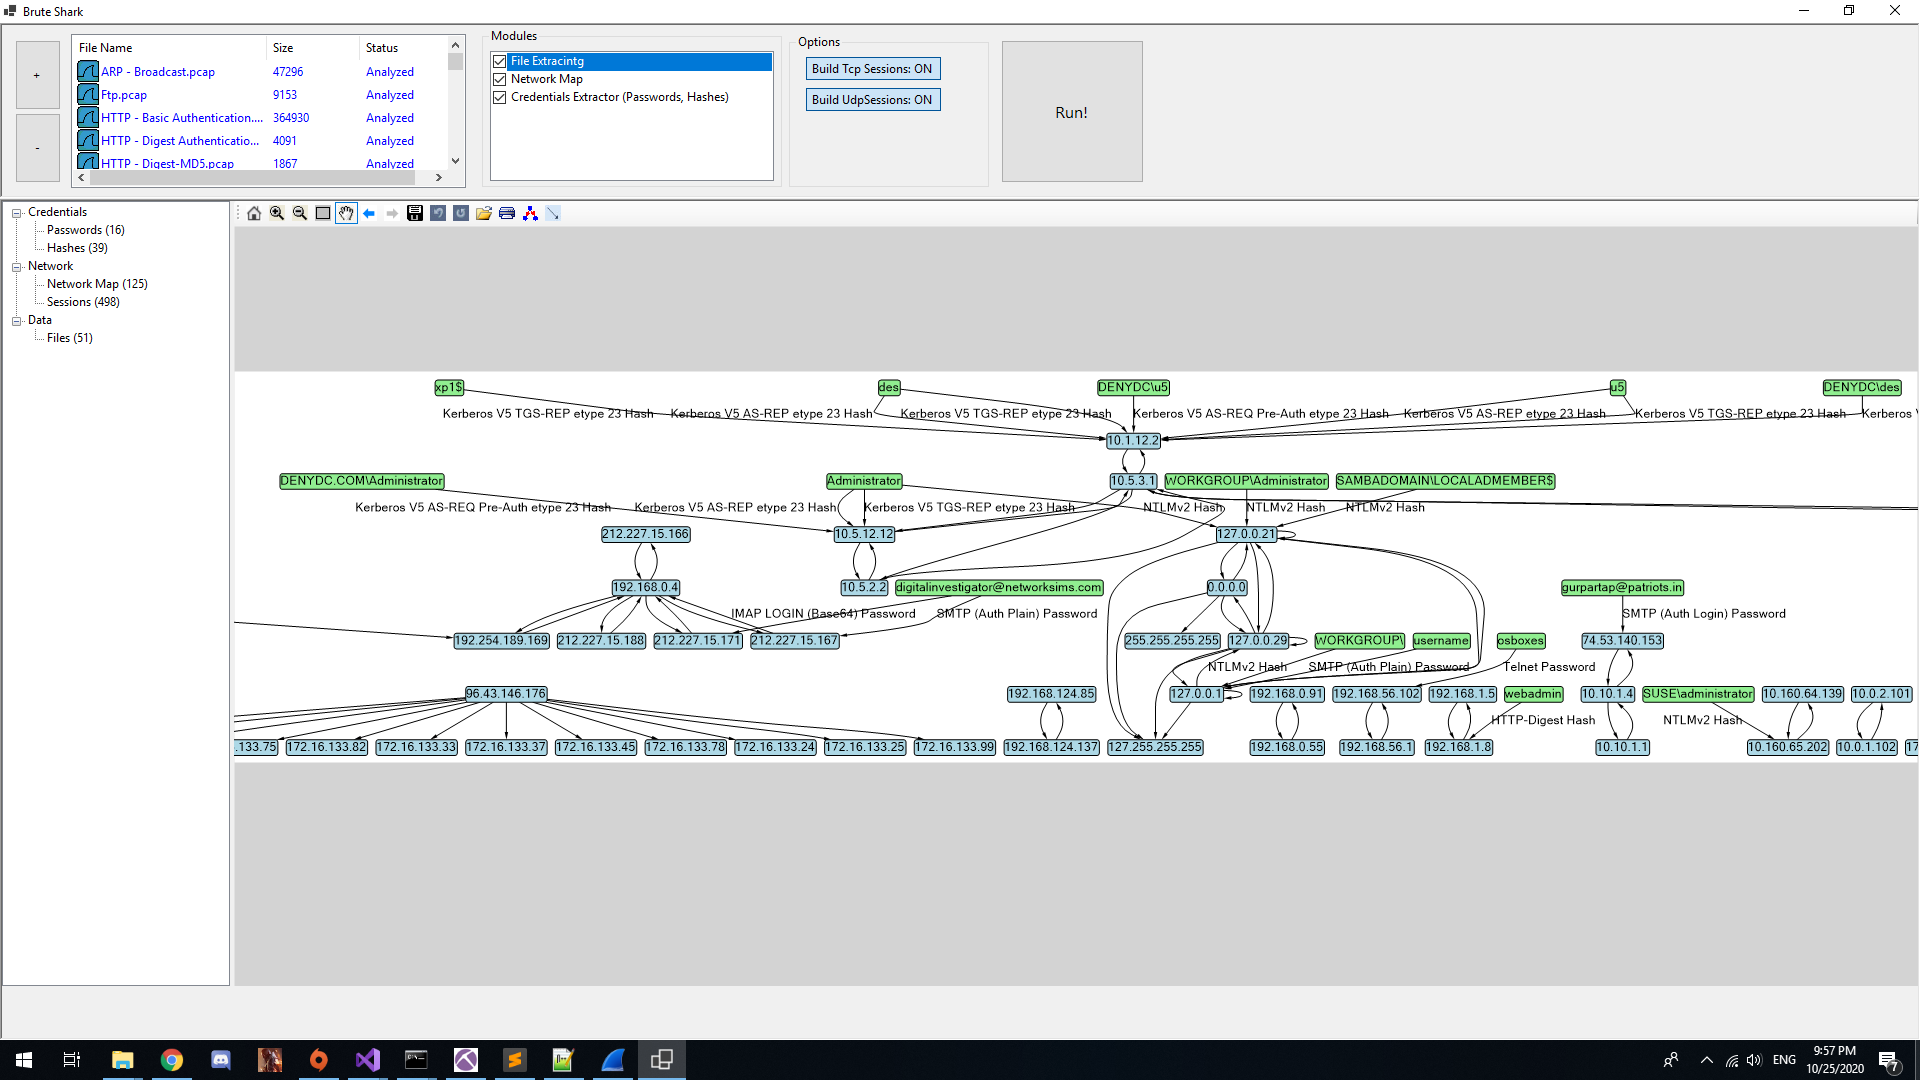 Brute Shark
+
-
File Name Size Status
ARP - Broadcast.pcap 47296 Analyzed
Ftp.pcap 9153 Analyzed
HTTP - Basic Authentication.... 364930 Analyzed
HTTP - Digest Authenticatio... 4091 Analyzed
HTTP - Digest-MD5.pcap 1867 Analyzed
Modules
File Extracintg
Network Map
Credentials Extractor (Passwords, Hashes)
Options
Build Tcp Sessions: ON
Build UdpSessions: ON
Run!
Credentials
Passwords (16)
Hashes (39)
Network
Network Map (125)
Sessions (498)
Data
Files (51)
xp1$ des DENYDC\u5 u5 DENYDC\des
Kerberos V5 TGS-REP etype 23 Hash Kerberos V5 AS-REP etype 23 Hash Kerberos V5 TGS-REP etype 23 Hash Kerberos V5 AS-REQ Pre-Auth etype 23 Hash Kerberos V5 AS-REP etype 23 Hash Kerberos V5 TGS-REP etype 23 Hash Kerberos V
10.1.12.2
DENYDC.COM\Administrator Administrator 10.5.3.1 WORKGROUP\Administrator SAMBADOMAIN\LOCALADMEMBER$
Kerberos V5 AS-REQ Pre-Auth etype 23 Hash Kerberos V5 AS-REP etype 23 Hash Kerberos V5 TGS-REP etype 23 Hash NTLMv2 Hash NTLMv2 Hash NTLMv2 Hash
212.227.15.166 10.5.12.12 127.0.0.21
192.168.0.4 10.5.2.2 digitalinvestigator@networksims.com 0.0.0.0 gurpartap@patriots.in
IMAP LOGIN (Base64) Password SMTP (Auth Plain) Password SMTP (Auth Login) Password
192.254.189.169 212.227.15.188 212.227.15.171 212.227.15.167 255.255.255.255 127.0.0.29 WORKGROUP\ username osboxes 74.53.140.153
NTLMv2 Hash SMTP (Auth Plain) Password Telnet Password
96.43.146.176 192.168.124.85 127.0.0.1 192.168.0.91 192.168.56.102 192.168.1.5 webadmin 10.10.1.4 SUSE\administrator 10.160.64.139 10.0.2.101
HTTP-Digest Hash NTLMv2 Hash
.133.75 172.16.133.82 172.16.133.33 172.16.133.37 172.16.133.45 172.16.133.78 172.16.133.24 172.16.133.25 172.16.133.99 192.168.124.137 127.255.255.255 192.168.0.55 192.168.56.1 192.168.1.8 10.10.1.1 10.160.65.202 10.0.1.102 17
ENG
9:57 PM
10/25/2020
7